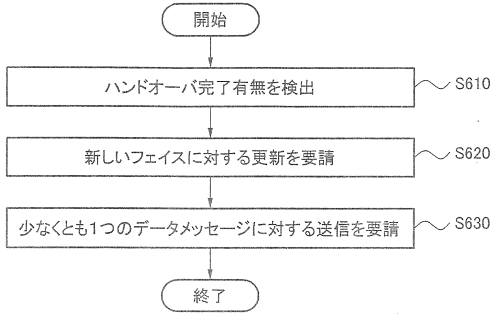 開始
ハンドオーバ完了有無を検出
S610
新しいフェイスに対する更新を要請
S620
少なくとも1つのデータメッセージに対する送信を要請
S630
終了